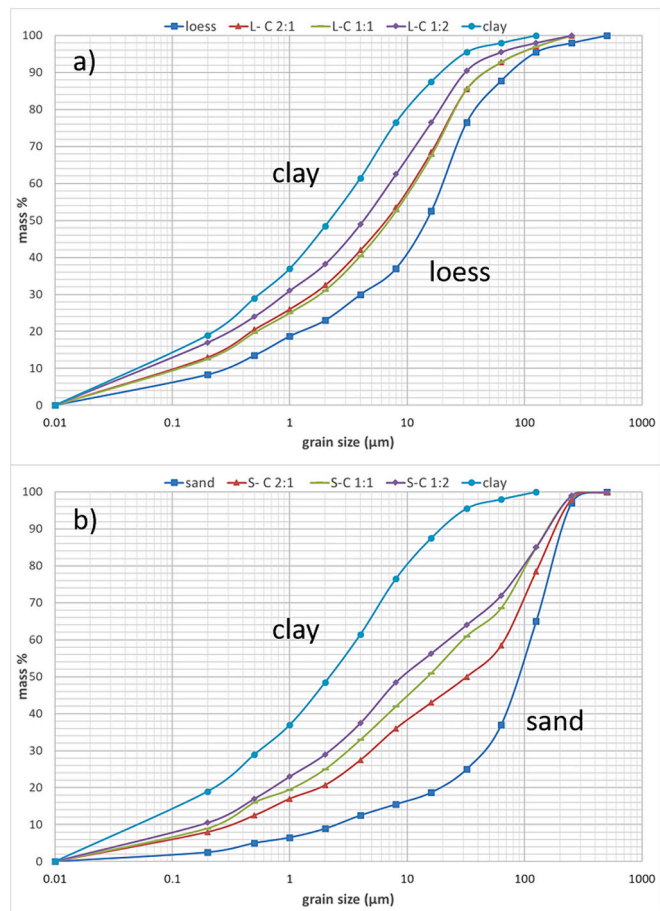 loess L- C 2:1 L-C 1:1 L-C 1:2 clay
100
90
80
70
60
50
40
30
20
10
0
mass %
a)
clay
loess
0.01 0.1 1 10 100 1000
grain size (µm)
sand S- C 2:1 S-C 1:1 S-C 1:2 clay
100
90
80
70
60
50
40
30
20
10
0
mass %
b)
clay
sand
0.01 0.1 1 10 100 1000
grain size (µm)